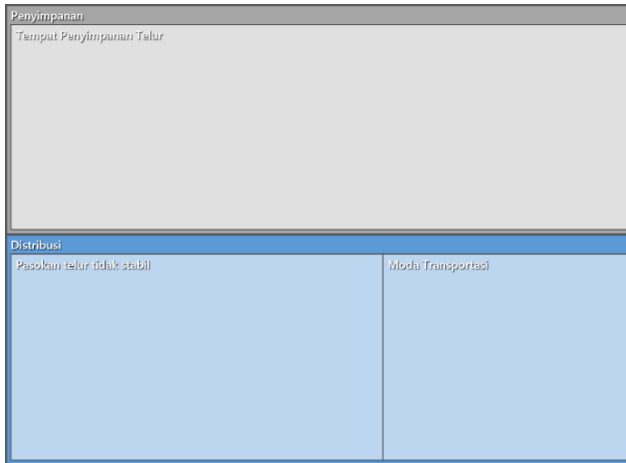 Penyimpanan
Tempat Penyimpanan Telur
Distribusi
Pasokan telur tidak stabil
Moda Transportasi